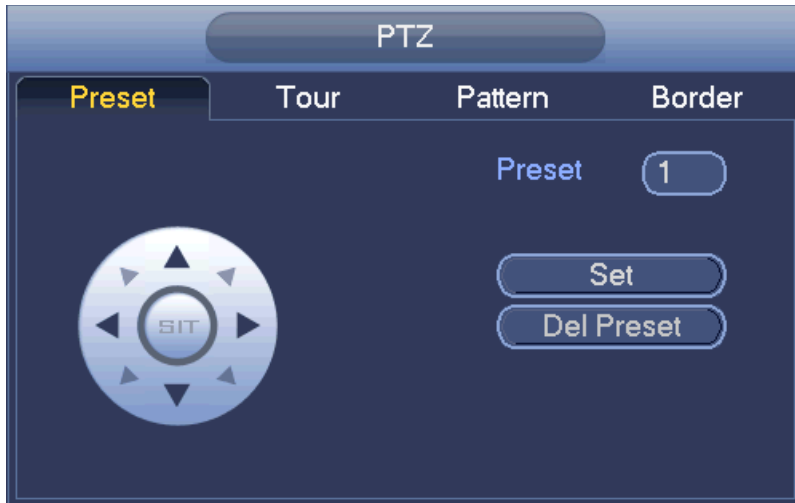 PTZ
Preset Tour Pattern Border
Preset 1
SIT
Set
Del Preset